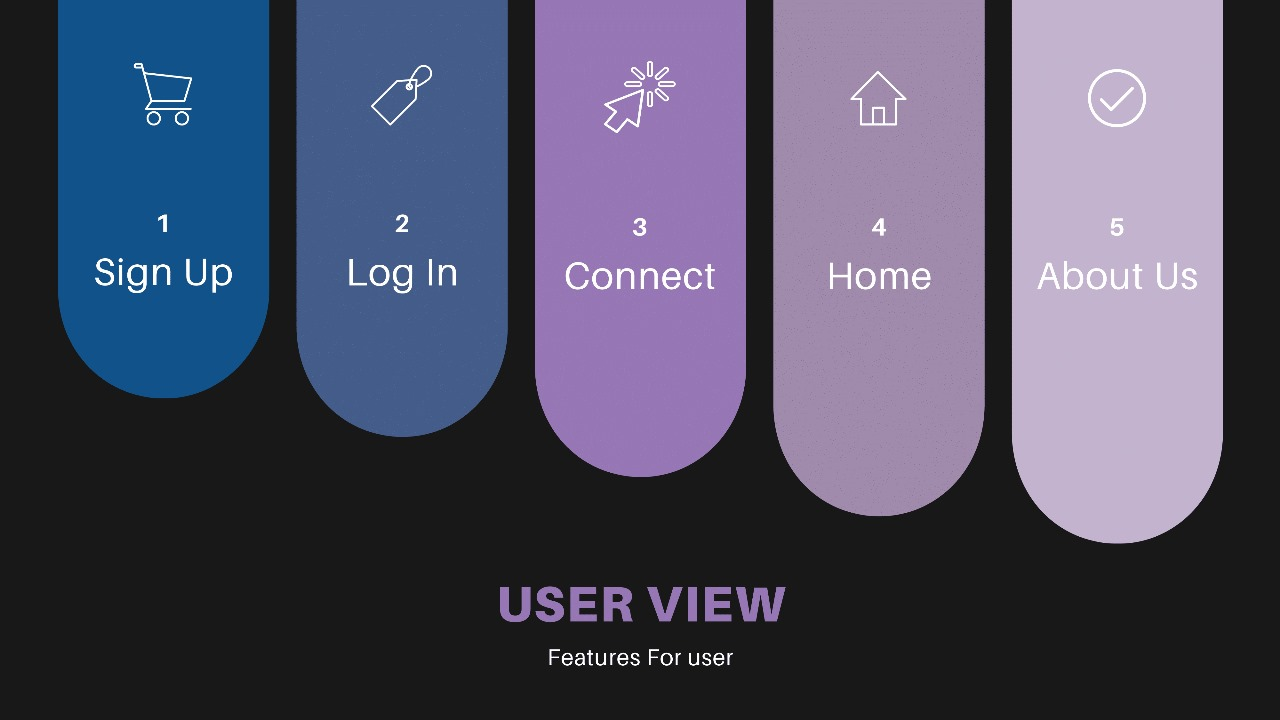 1
Sign Up
2
Log In
3
Connect
4
Home
5
About Us
USER VIEW
Features For user